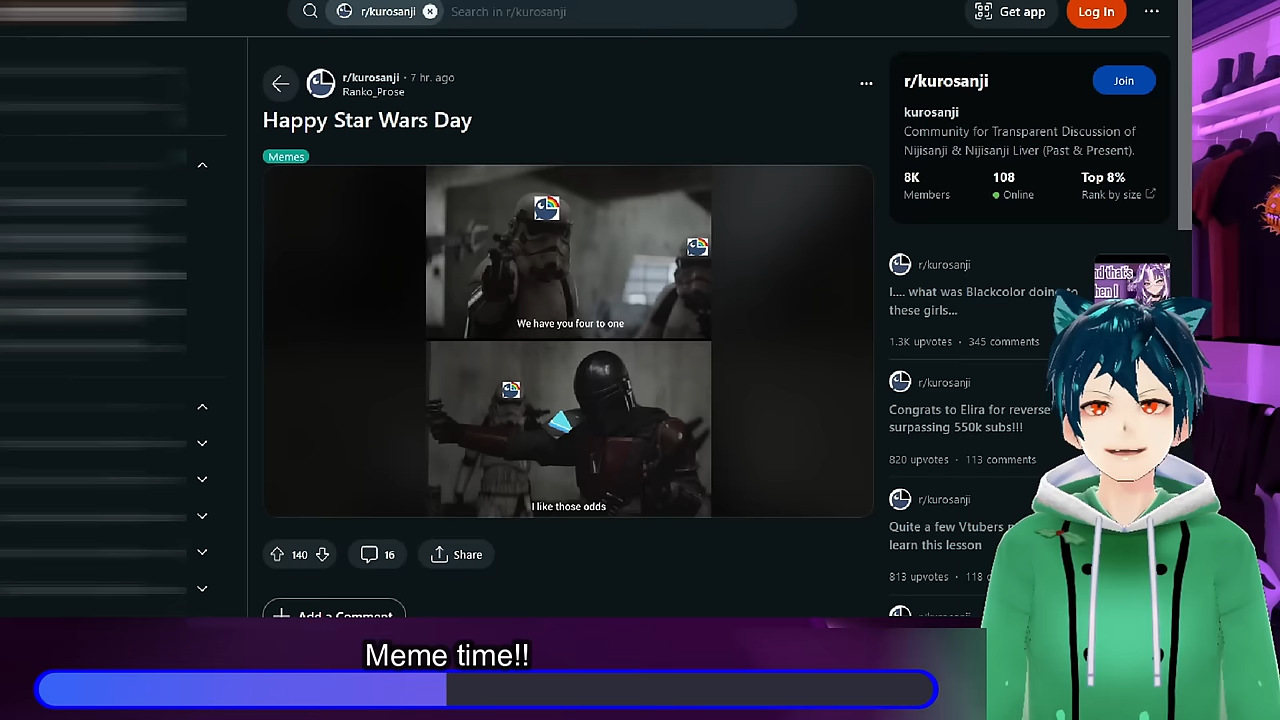 r/kurosanji
Search in r/kurosanji
Get app
Log In
r/kurosanji • 7 hr. ago
Ranko_Prose
Happy Star Wars Day
Memes
We have you four to one
I like those odds
140
16
Share
Add a Comment
r/kurosanji
Join
kurosanji
Community for Transparent Discussion of
Nijisanji & Nijisanji Liver (Past & Present).
8K
108
Top 8%
Members
Online
Rank by size
r/kurosanji
I.... what was Blackcolor doing to
these girls...
1.3K upvotes • 345 comments
r/kurosanji
Congrats to Elira for reverse
surpassing 550k subs!!!
820 upvotes • 113 comments
r/kurosanji
Quite a few Vtubers
learn this lesson
813 upvotes • 118
Meme time!!